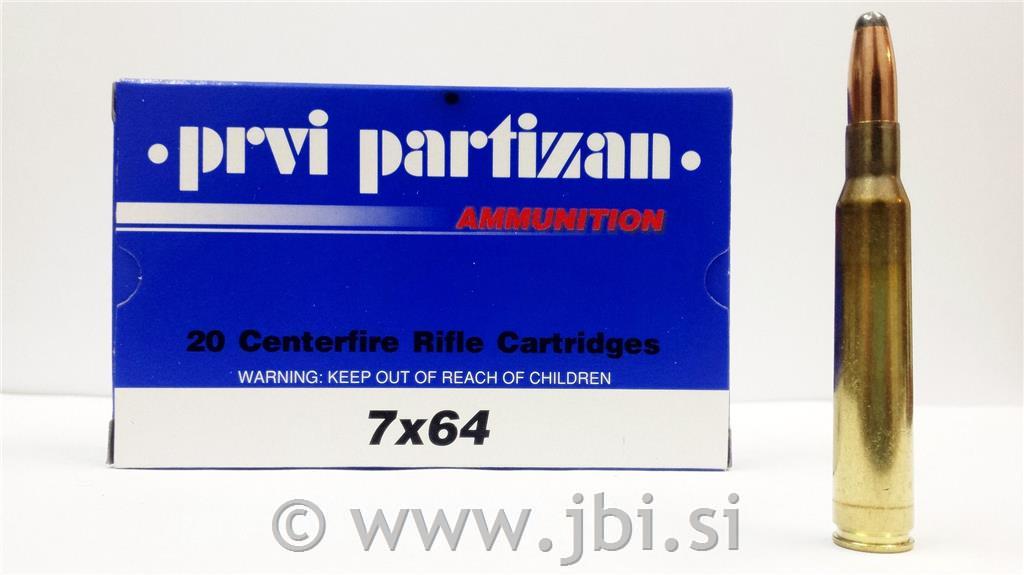 • prvi partizan •
AMMUNITION
20 Centerfire Rifle Cartridges
WARNING: KEEP OUT OF REACH OF CHILDREN
7x64
© www.jbi.si